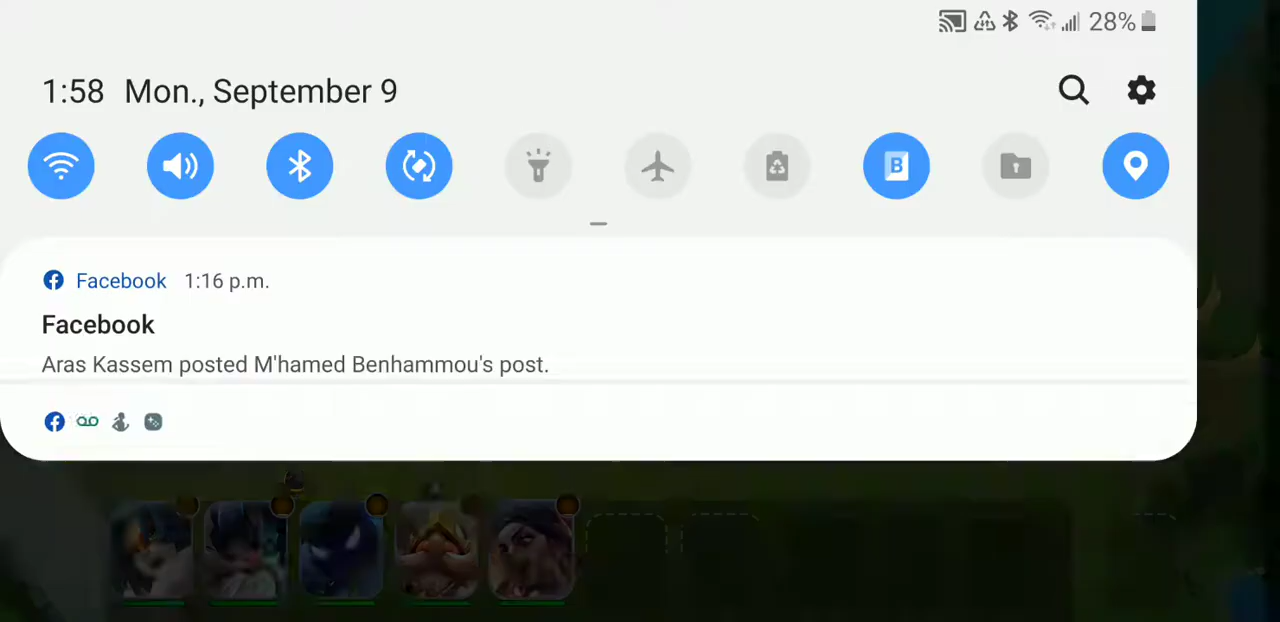 28%
1:58 Mon., September 9
B
Facebook 1:16 p.m.
Facebook
Aras Kassem posted M'hamed Benhammou's post.